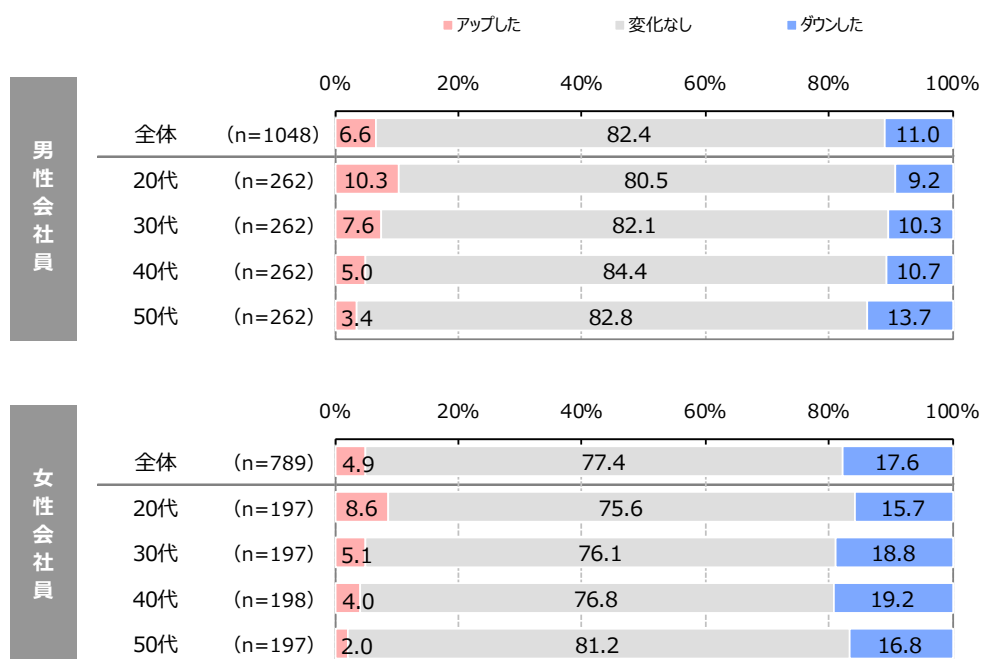 アップした 変化なし ダウンした
男性会社員
0% 20% 40% 60% 80% 100%
全体 (n=1048) 6.6 82.4 11.0
20代 (n=262) 10.3 80.5 9.2
30代 (n=262) 7.6 82.1 10.3
40代 (n=262) 5.0 84.4 10.7
50代 (n=262) 3.4 82.8 13.7
女性会社員
0% 20% 40% 60% 80% 100%
全体 (n=789) 4.9 77.4 17.6
20代 (n=197) 8.6 75.6 15.7
30代 (n=197) 5.1 76.1 18.8
40代 (n=198) 4.0 76.8 19.2
50代 (n=197) 2.0 81.2 16.8